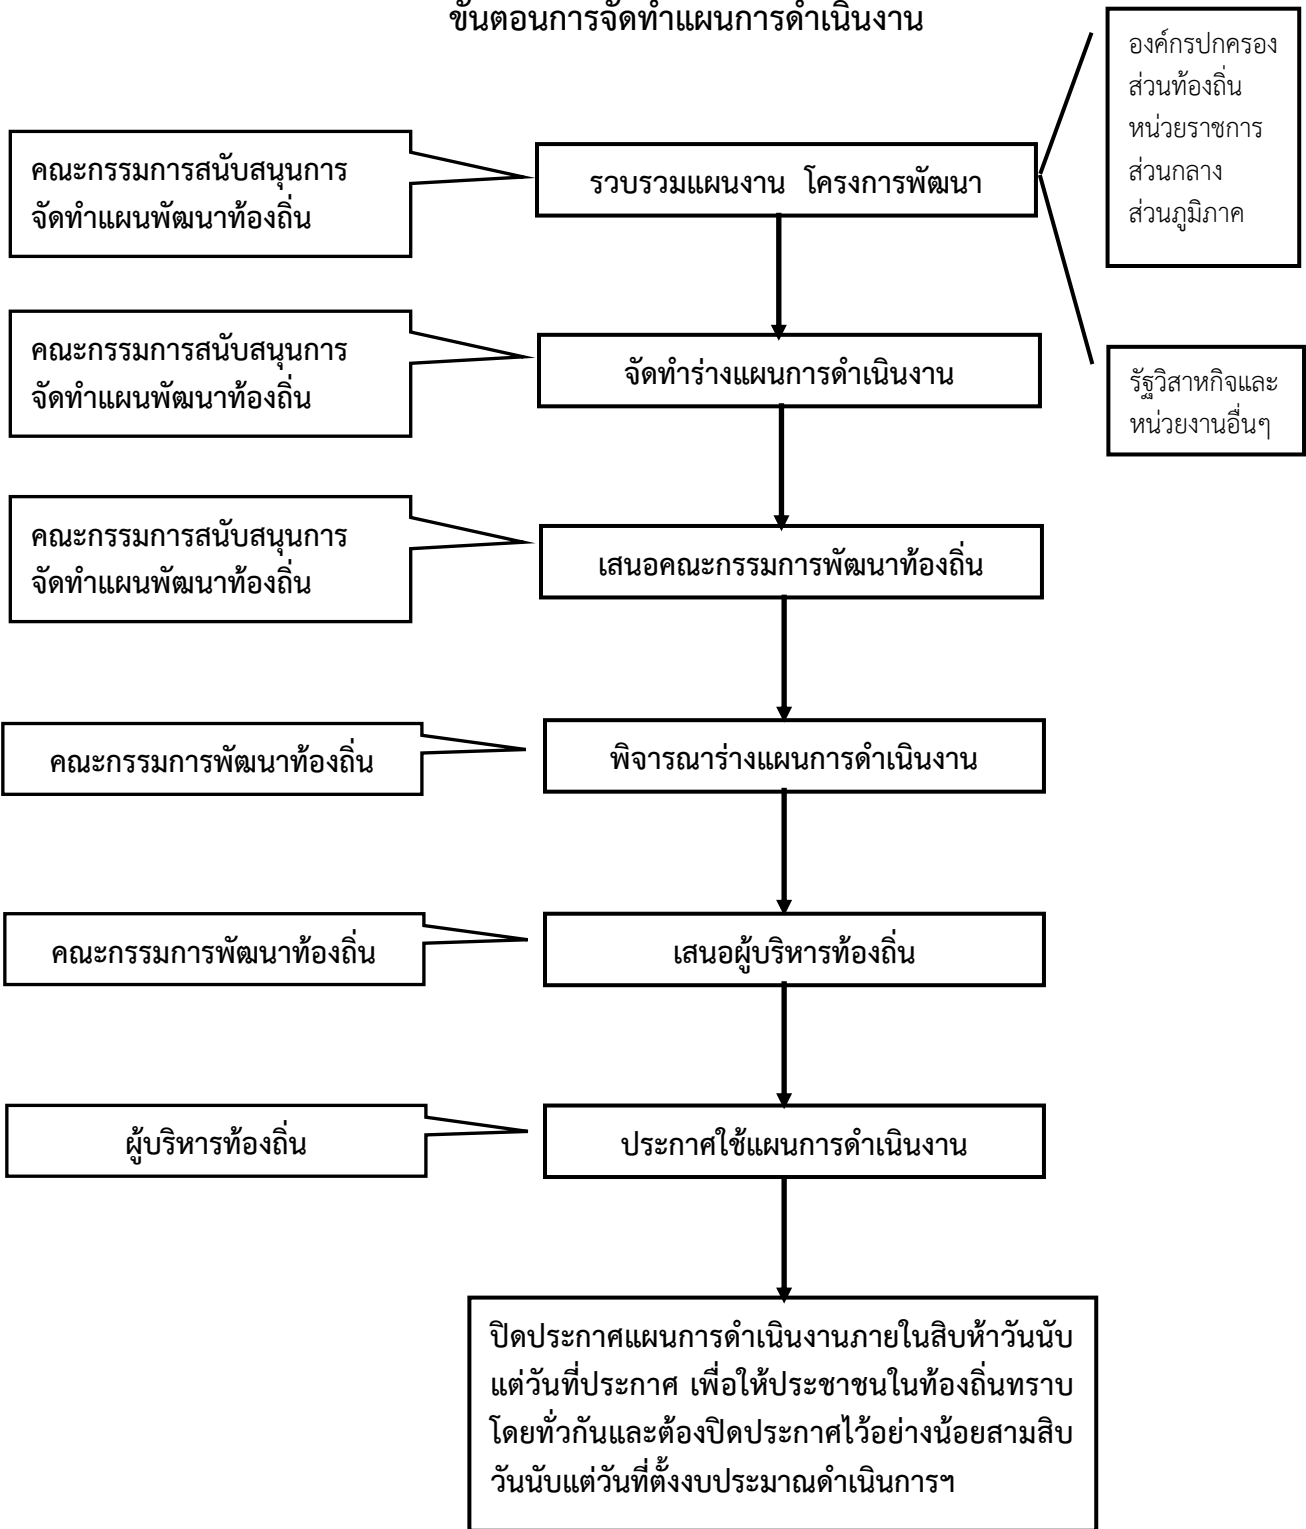 ขั้นตอนการจัดทำแผนการดำเนินงาน
องค์กรปกครอง
ส่วนท้องถิ่น
หน่วยราชการ
ส่วนกลาง
ส่วนภูมิภาค
คณะกรรมการสนับสนุนการ
จัดทำแผนพัฒนาท้องถิ่น
รวบรวมแผนงาน โครงการพัฒนา
คณะกรรมการสนับสนุนการ
จัดทำแผนพัฒนาท้องถิ่น
จัดทำร่างแผนการดำเนินงาน
รัฐวิสาหกิจและ
หน่วยงานอื่นๆ
คณะกรรมการสนับสนุนการ
จัดทำแผนพัฒนาท้องถิ่น
เสนอคณะกรรมการพัฒนาท้องถิ่น
คณะกรรมการพัฒนาท้องถิ่น
พิจารณาร่างแผนการดำเนินงาน
คณะกรรมการพัฒนาท้องถิ่น
เสนอผู้บริหารท้องถิ่น
ผู้บริหารท้องถิ่น
ประกาศใช้แผนการดำเนินงาน
ปิดประกาศแผนการดำเนินงานภายในสิบห้าวันนับ
แต่วันที่ประกาศ เพื่อให้ประชาชนในท้องถิ่นทราบ
โดยทั่วกันและต้องปิดประกาศไว้อย่างน้อยสามสิบ
วันนับแต่วันที่ตั้งงบประมาณดำเนินการฯ